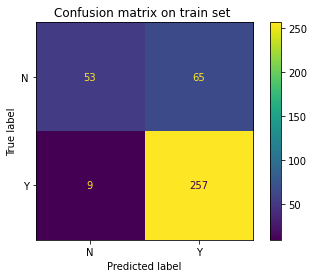 Confusion matrix on train set
N 53 65
Y 9 257
N Y
True label
Predicted label
250
200
150
100
50